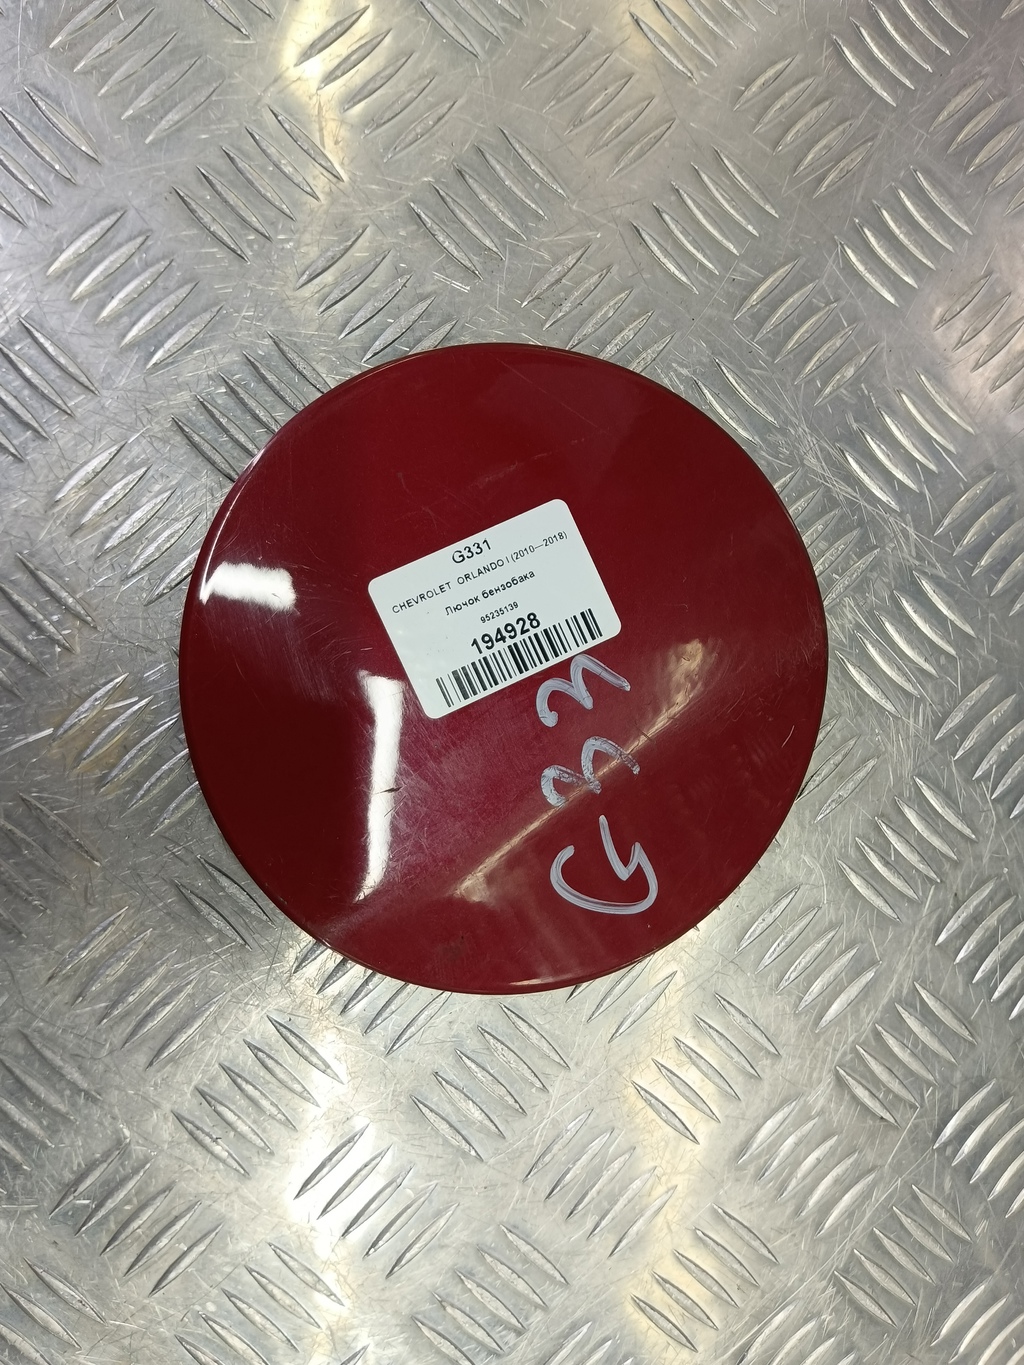 G331
CHEVROLET ORLANDO I (2010—2018)
Лючок бензобака
95235139
194928
G33